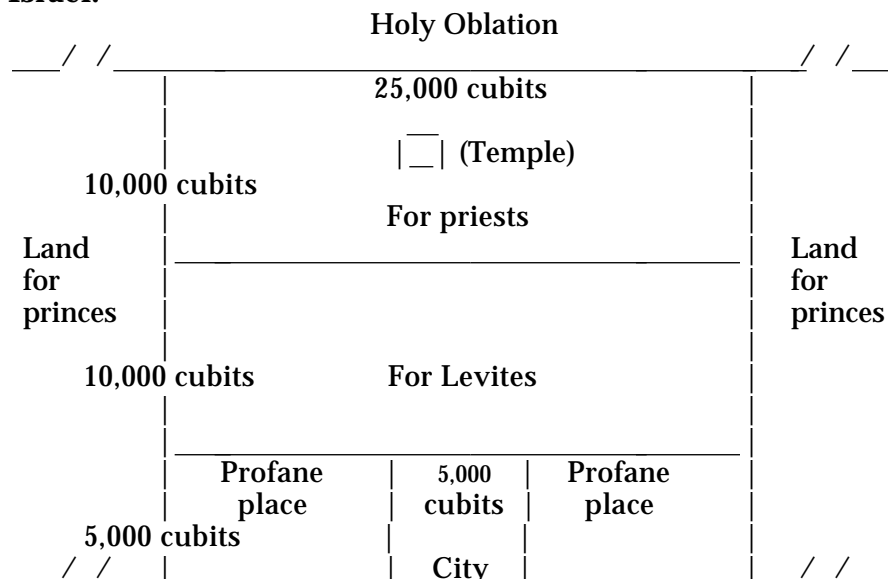 Holy Oblation
25,000 cubits
(Temple)
10,000 cubits
For priests
Land for princes
Land for princes
10,000 cubits
For Levites
Profane place
5,000 cubits
Profane place
5,000 cubits
City